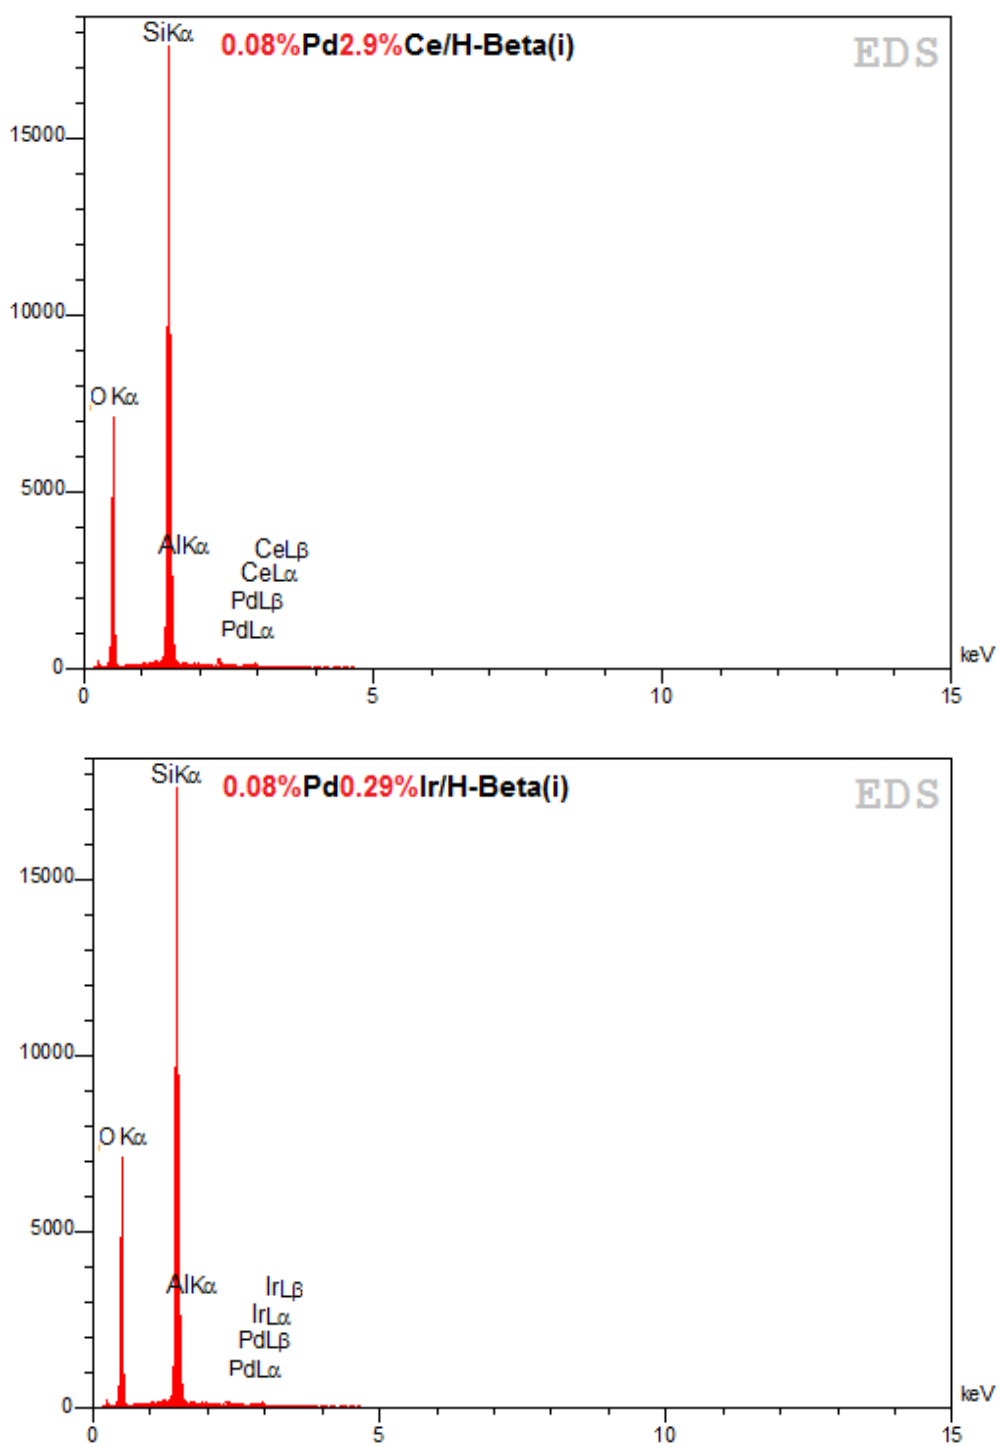 SiKα
0.08%Pd2.9%Ce/H-Beta(i)
EDS
15000
10000
OKα
5000
AlKα
CeLβ
CeLα
PdLβ
PdLα
0
keV
0
5
10
15
SiKα
0.08%Pd0.29%Ir/H-Beta(i)
EDS
15000
10000
OKα
5000
AlKα
IrLβ
IrLα
PdLβ
PdLα
0
keV
0
5
10
15